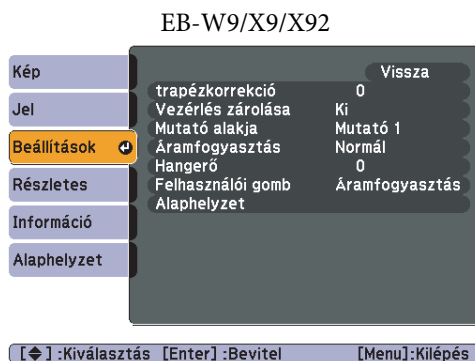 EB-W9/X9/X92
Kép
Jel
Beállítások
Részletes
Információ
Alaphelyzet
Vissza
trapézkorrekció 0
Vezérlés zárolása Ki
Mutató alakja Mutató 1
Áramfogyasztás Normál
Hangerő 0
Felhasználói gomb Áramfogyasztás
Alaphelyzet
[◆] :Kiválasztás [Enter] :Bevitel [Menu]:Kilépés